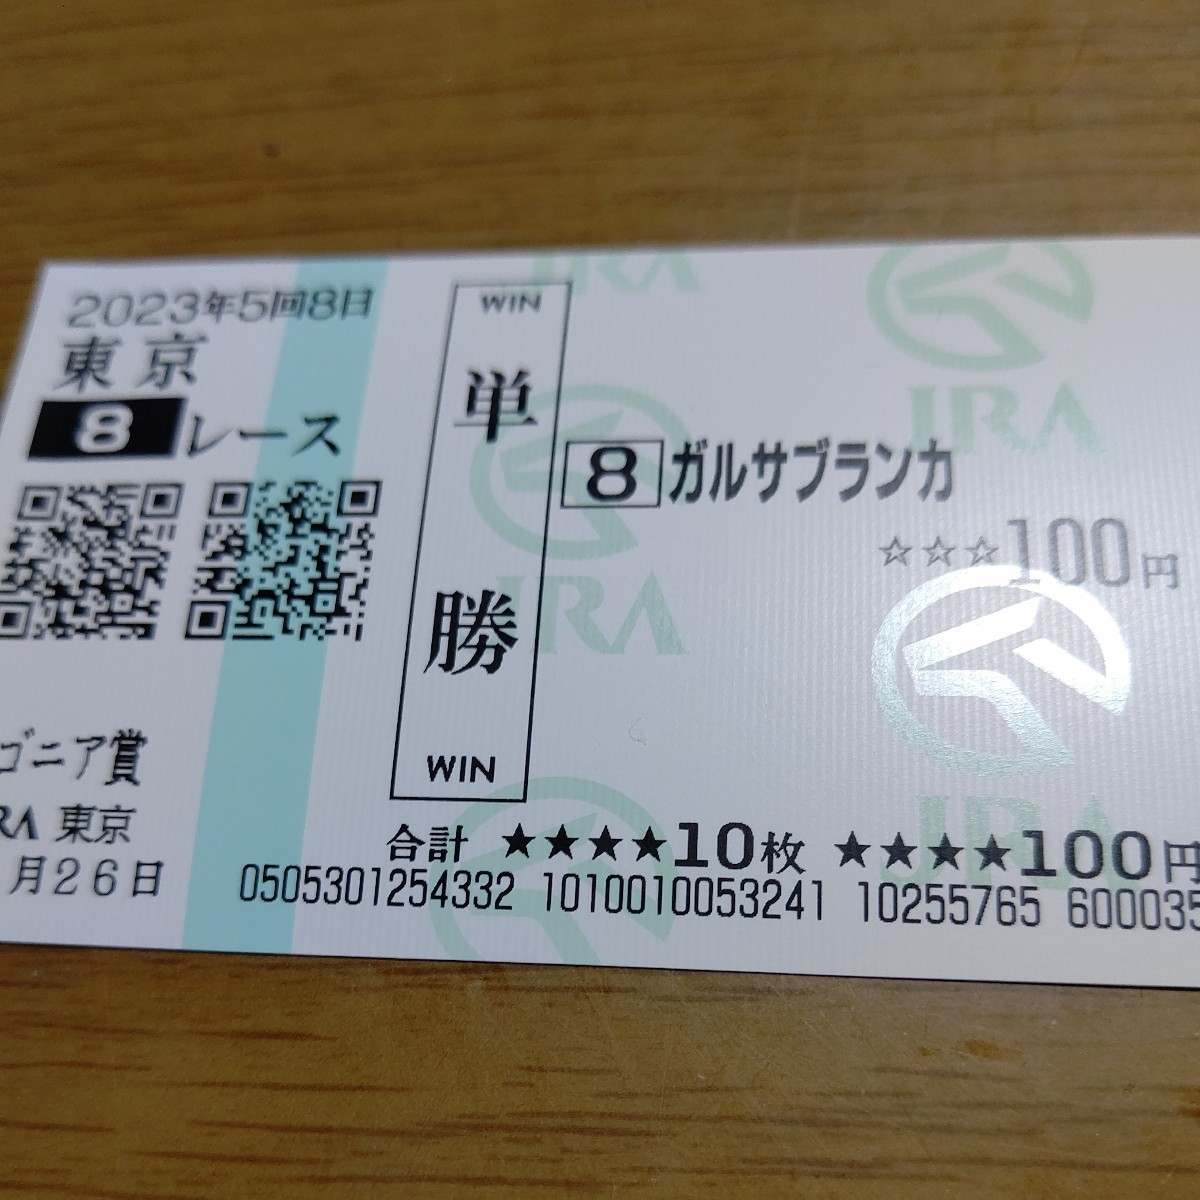 2023年5回8日
東京
8レース
ゴニア賞
RA 東京
月26日
WIN
単勝
WIN
8 ガルサブランカ
☆☆☆100円
合計 ★★★★10枚 ★★★★100円
0505301254332 1010010053241 10255765 600035
JRA
JRA
JRA
JRA